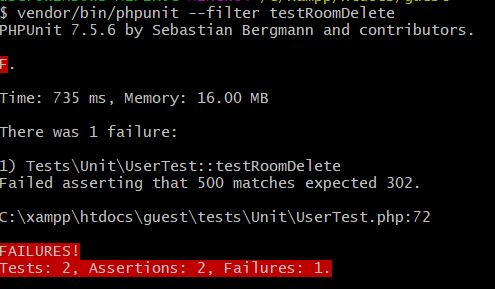 $ vendor/bin/phpunit --filter testRoomDelete
PHPUnit 7.5.6 by Sebastian Bergmann and contributors.
F.
Time: 735 ms, Memory: 16.00 MB
There was 1 failure:
1) Tests\Unit\UserTest::testRoomDelete
Failed asserting that 500 matches expected 302.
C:\xampp\htdocs\guest\tests\Unit\UserTest.php:72
FAILURES!
Tests: 2, Assertions: 2, Failures: 1.